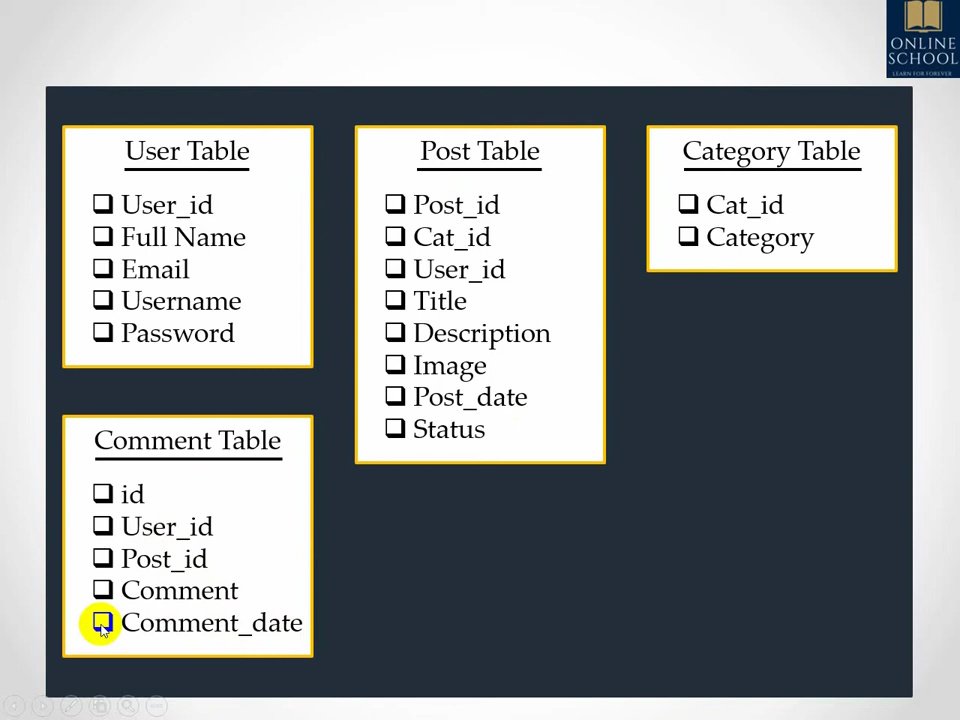 ONLINE
SCHOOL
LEARN FOR FOREVER
User Table
User_id
Full Name
Email
Username
Password
Post Table
Post_id
Cat_id
User_id
Title
Description
Image
Post_date
Status
Category Table
Cat_id
Category
Comment Table
id
User_id
Post_id
Comment
Comment_date